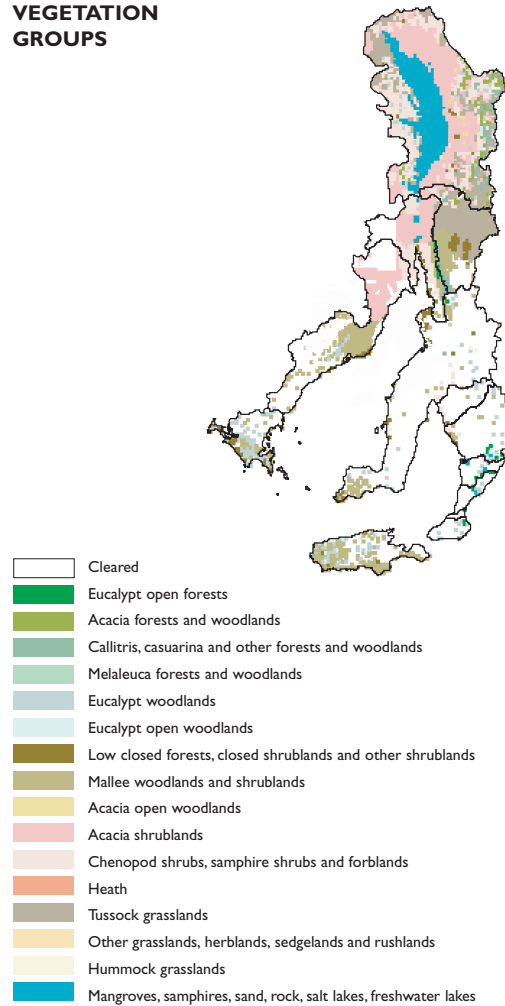 VEGETATION
GROUPS
Cleared
Eucalypt open forests
Acacia forests and woodlands
Callitris, casuarina and other forests and woodlands
Melaleuca forests and woodlands
Eucalypt woodlands
Eucalypt open woodlands
Low closed forests, closed shrublands and other shrublands
Mallee woodlands and shrublands
Acacia open woodlands
Acacia shrublands
Chenopod shrubs, samphire shrubs and forblands
Heath
Tussock grasslands
Other grasslands, herblands, sedgelands and rushlands
Hummock grasslands
Mangroves, samphires, sand, rock, salt lakes, freshwater lakes